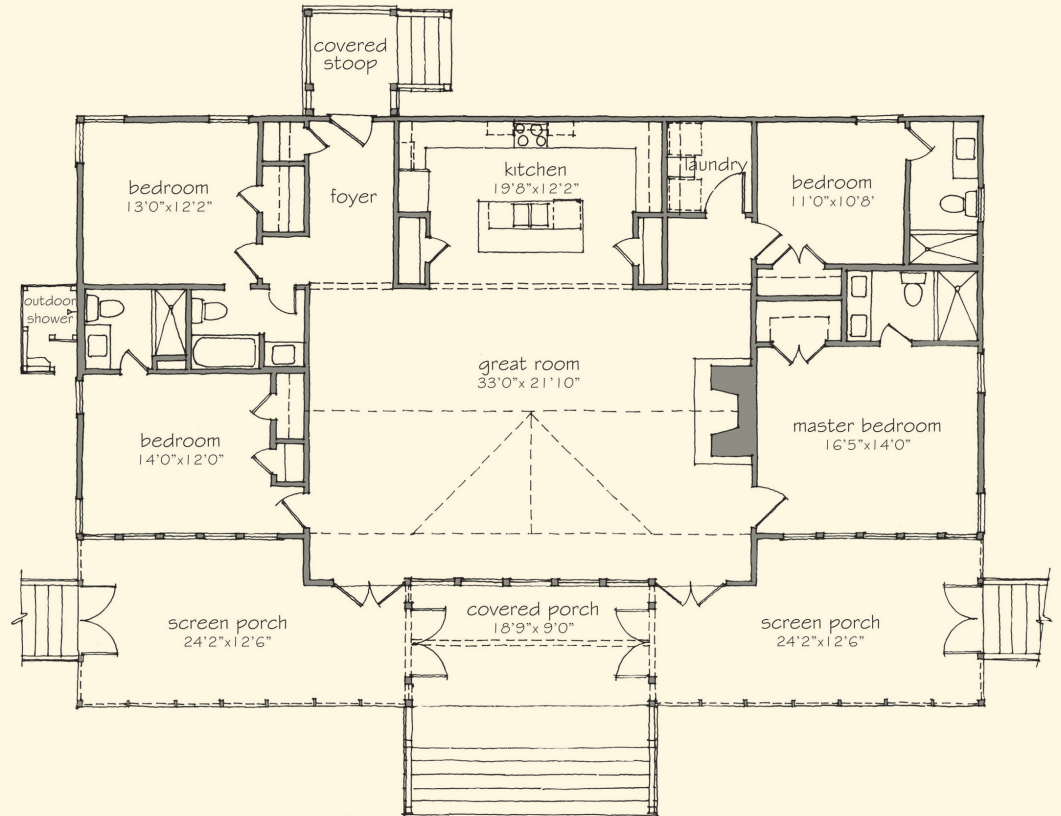 covered
stoop
bedroom
13'0"x12'2"
foyer
kitchen
19'8"x12'2"
laundry
bedroom
11'0"x10'8'
outdoor
shower
great room
33'0"x 21'10"
bedroom
14'0"x12'0"
master bedroom
16'5"x14'0"
screen porch
24'2"x12'6"
covered porch
18'9"x 9'0"
screen porch
24'2"x12'6"